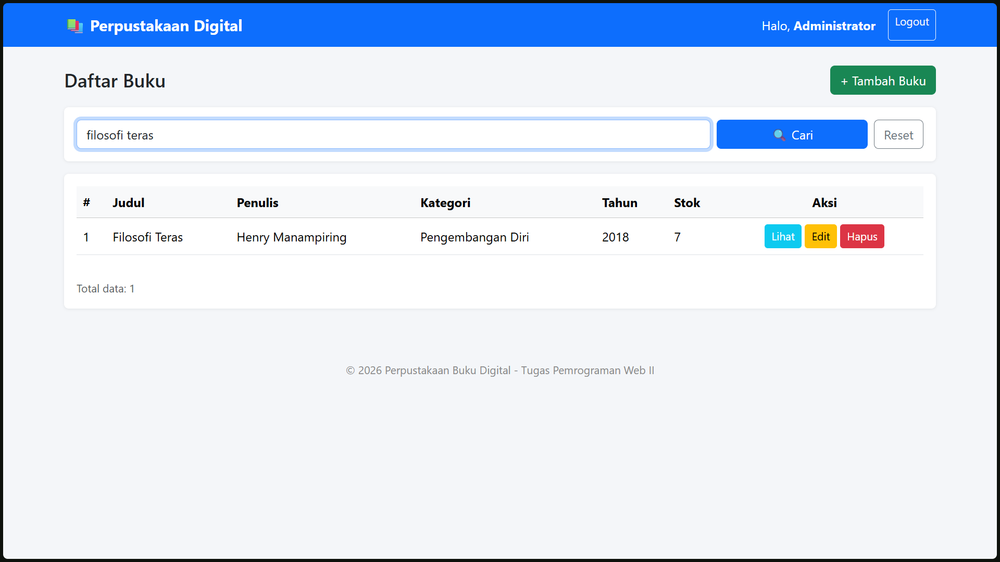 Perpustakaan Digital
Halo, Administrator
Logout
Daftar Buku
+ Tambah Buku
filosofi teras
Cari
Reset
# Judul Penulis Kategori Tahun Stok Aksi
1 Filosofi Teras Henry Manampiring Pengembangan Diri 2018 7 Lihat Edit Hapus
Total data: 1
© 2026 Perpustakaan Buku Digital - Tugas Pemrograman Web II